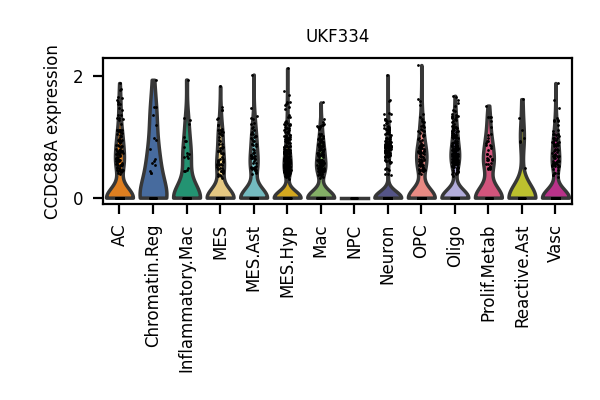 UKF334
CCDC88A expression
2
0
AC
Chromatin.Reg
Inflammatory.Mac
MES
MES.Ast
MES.Hyp
Mac
NPC
Neuron
OPC
Oligo
Prolif.Metab
Reactive.Ast
Vasc